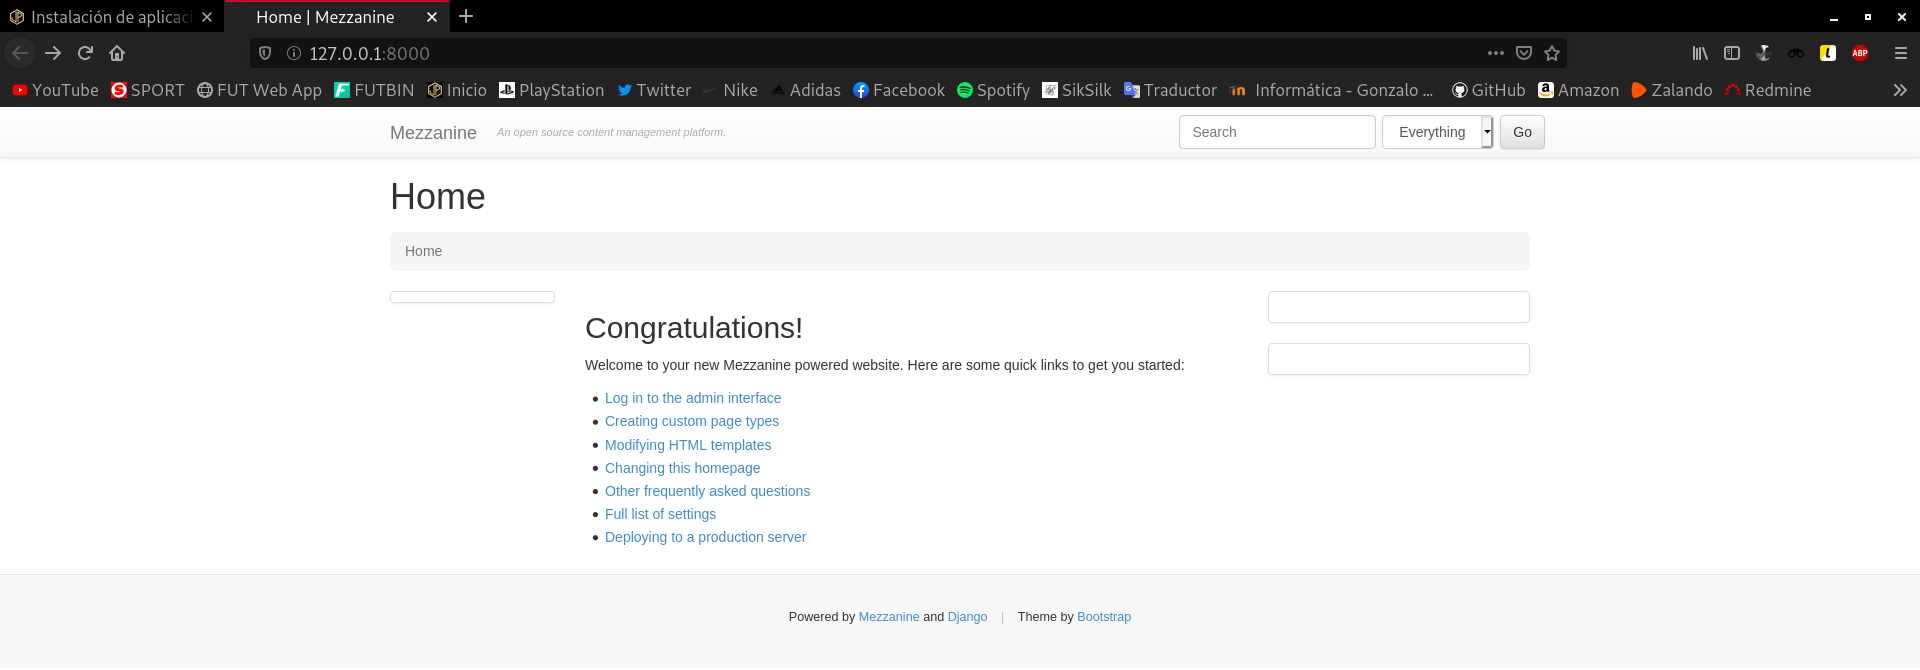 Instalación de aplicac
Home | Mezzanine
127.0.0.1:8000
ABP
YouTube SPORT FUT Web App FUTBIN Inicio PlayStation Twitter Nike Adidas Facebook Spotify SikSilk Traductor Informática - Gonzalo ... GitHub Amazon Zalando Redmine
Mezzanine An open source content management platform. Search Everything Go
Home
Home
Congratulations!
Welcome to your new Mezzanine powered website. Here are some quick links to get you started:
Log in to the admin interface
Creating custom page types
Modifying HTML templates
Changing this homepage
Other frequently asked questions
Full list of settings
Deploying to a production server
Powered by Mezzanine and Django | Theme by Bootstrap